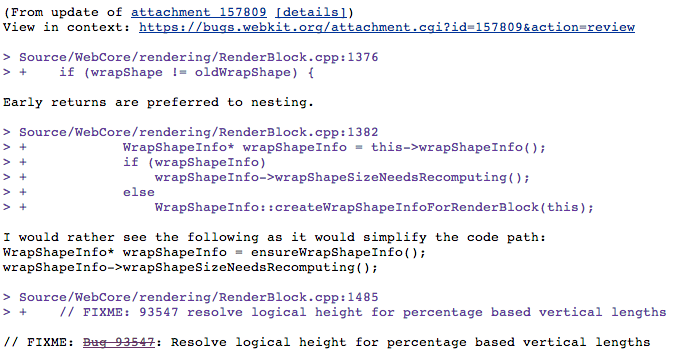 (From update of attachment 157809 [details])
View in context: https://bugs.webkit.org/attachment.cgi?id=157809&action=review
> Source/WebCore/rendering/RenderBlock.cpp:1376
> +    if (wrapShape != oldWrapShape) {
Early returns are preferred to nesting.
> Source/WebCore/rendering/RenderBlock.cpp:1382
> +            WrapShapeInfo* wrapShapeInfo = this->wrapShapeInfo();
> +            if (wrapShapeInfo)
> +                wrapShapeInfo->wrapShapeSizeNeedsRecomputing();
> +            else
> +                WrapShapeInfo::createWrapShapeInfoForRenderBlock(this);
I would rather see the following as it would simplify the code path:
WrapShapeInfo* wrapShapeInfo = ensureWrapShapeInfo();
wrapShapeInfo->wrapShapeSizeNeedsRecomputing();
> Source/WebCore/rendering/RenderBlock.cpp:1485
> +    // FIXME: 93547 resolve logical height for percentage based vertical lengths
// FIXME: Bug 93547: Resolve logical height for percentage based vertical lengths